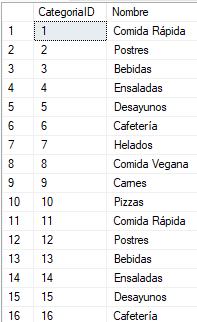 CategoriaID Nombre
1 1 Comida Rápida
2 2 Postres
3 3 Bebidas
4 4 Ensaladas
5 5 Desayunos
6 6 Cafetería
7 7 Helados
8 8 Comida Vegana
9 9 Carnes
10 10 Pizzas
11 11 Comida Rápida
12 12 Postres
13 13 Bebidas
14 14 Ensaladas
15 15 Desayunos
16 16 Cafetería